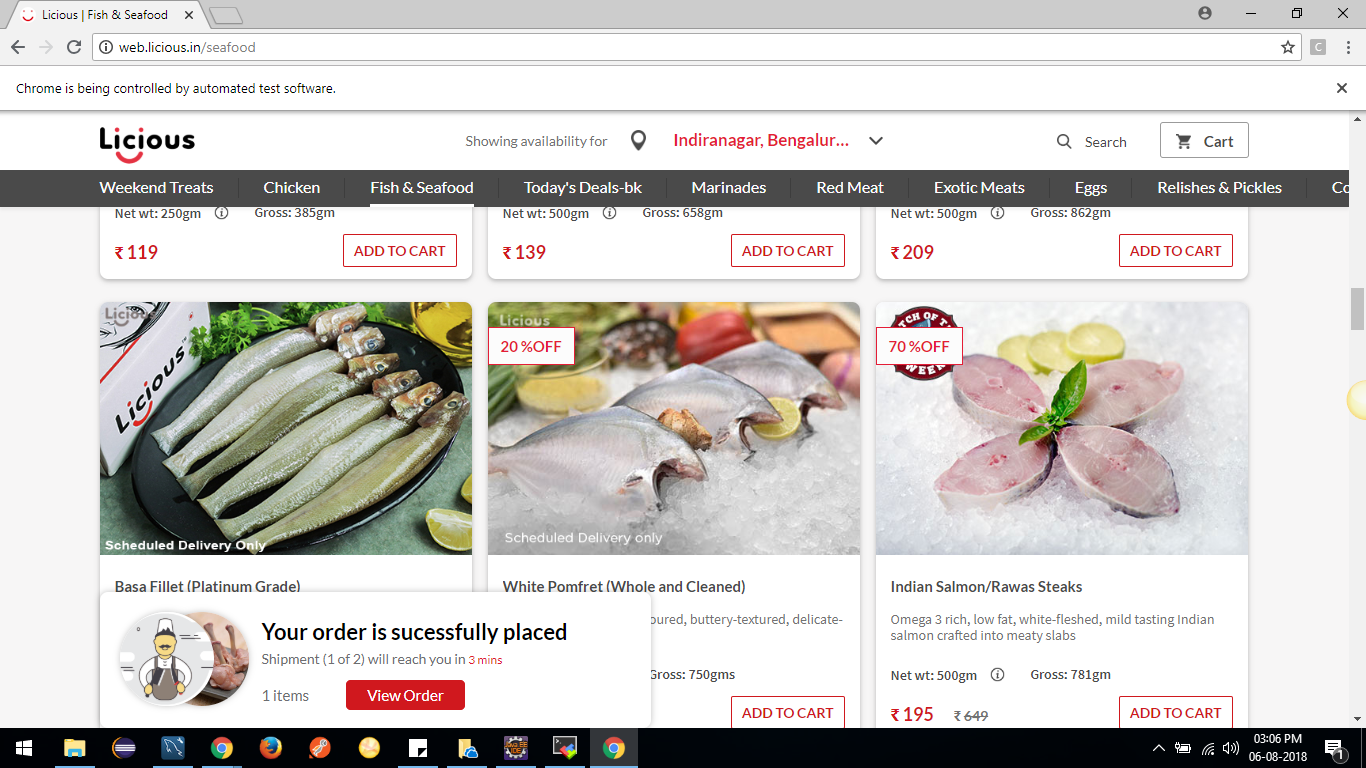 Licious | Fish & Seafood
web.licious.in/seafood
C
Chrome is being controlled by automated test software.
Licious
Showing availability for
Indiranagar, Bengalur...
Search
Cart
Weekend Treats
Chicken
Fish & Seafood
Today's Deals-bk
Marinades
Red Meat
Exotic Meats
Eggs
Relishes & Pickles
Co
Net wt: 250gm
Gross: 385gm
₹ 119
ADD TO CART
Net wt: 500gm
Gross: 658gm
₹ 139
ADD TO CART
Net wt: 500gm
Gross: 862gm
₹ 209
ADD TO CART
Licious
Licious
Scheduled Delivery Only
Basa Fillet (Platinum Grade)
Licious
20 %OFF
Scheduled Delivery only
White Pomfret (Whole and Cleaned)
oured, buttery-textured, delicate-
Gross: 750gms
ADD TO CART
70 %OFF
Indian Salmon/Rawas Steaks
Omega 3 rich, low fat, white-fleshed, mild tasting Indian
salmon crafted into meaty slabs
Net wt: 500gm
Gross: 781gm
₹ 195
₹ 649
ADD TO CART
Your order is sucessfully placed
Shipment (1 of 2) will reach you in 3 mins
1 items
View Order
03:06 PM
06-08-2018
1